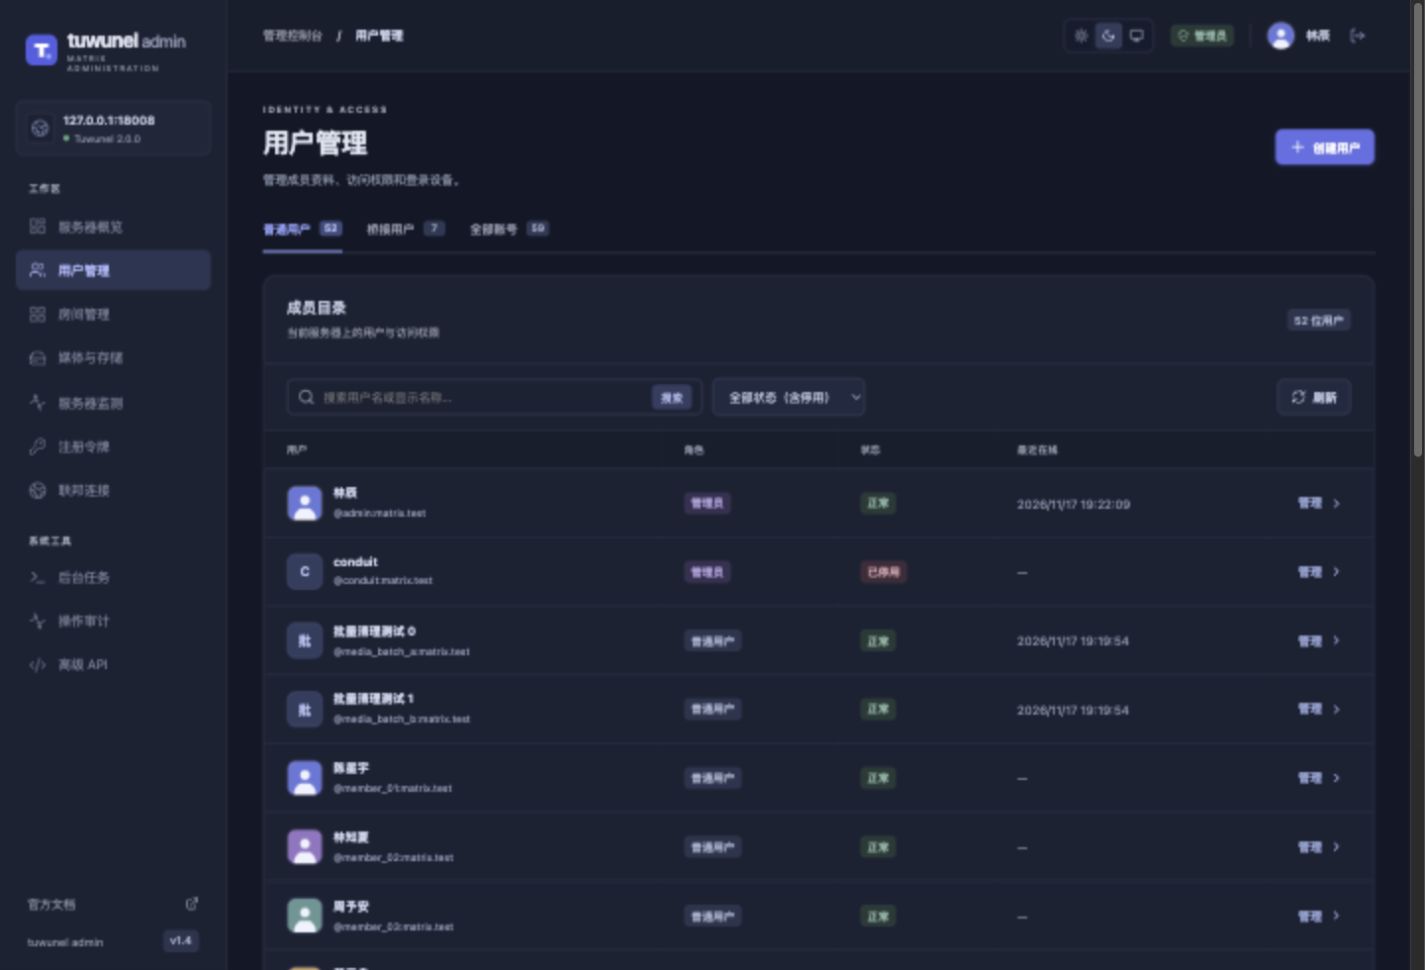 tuwunel admin
MATRIX
ADMINISTRATION
127.0.0.1:18008
Tuwunel 2.0.0
工作区
服务器概览
用户管理
房间管理
媒体与存储
服务器监测
注册令牌
联邦连接
系统工具
后台任务
操作审计
高级 API
官方文档
tuwunel admin
v1.4
管理控制台 / 用户管理
管理员
林辰
IDENTITY & ACCESS
用户管理
管理成员资料、访问权限和登录设备。
创建用户
普通用户 52
桥接用户 7
全部账号 59
成员目录
当前服务器上的用户与访问权限
52 位用户
搜索用户名或显示名称...
搜索
全部状态（含停用）
刷新
用户 角色 状态 最近在线
林辰
@admin:matrix.test
管理员 正常 2026/11/17 19:22:09 管理
C
conduit
@conduit:matrix.test
管理员 已停用 — 管理
批
批量清理测试 0
@media_batch_a:matrix.test
普通用户 正常 2026/11/17 19:19:54 管理
批
批量清理测试 1
@media_batch_b:matrix.test
普通用户 正常 2026/11/17 19:19:54 管理
陈星宇
@member_01:matrix.test
普通用户 正常 — 管理
林知夏
@member_02:matrix.test
普通用户 正常 — 管理
周予安
@member_03:matrix.test
普通用户 正常 — 管理